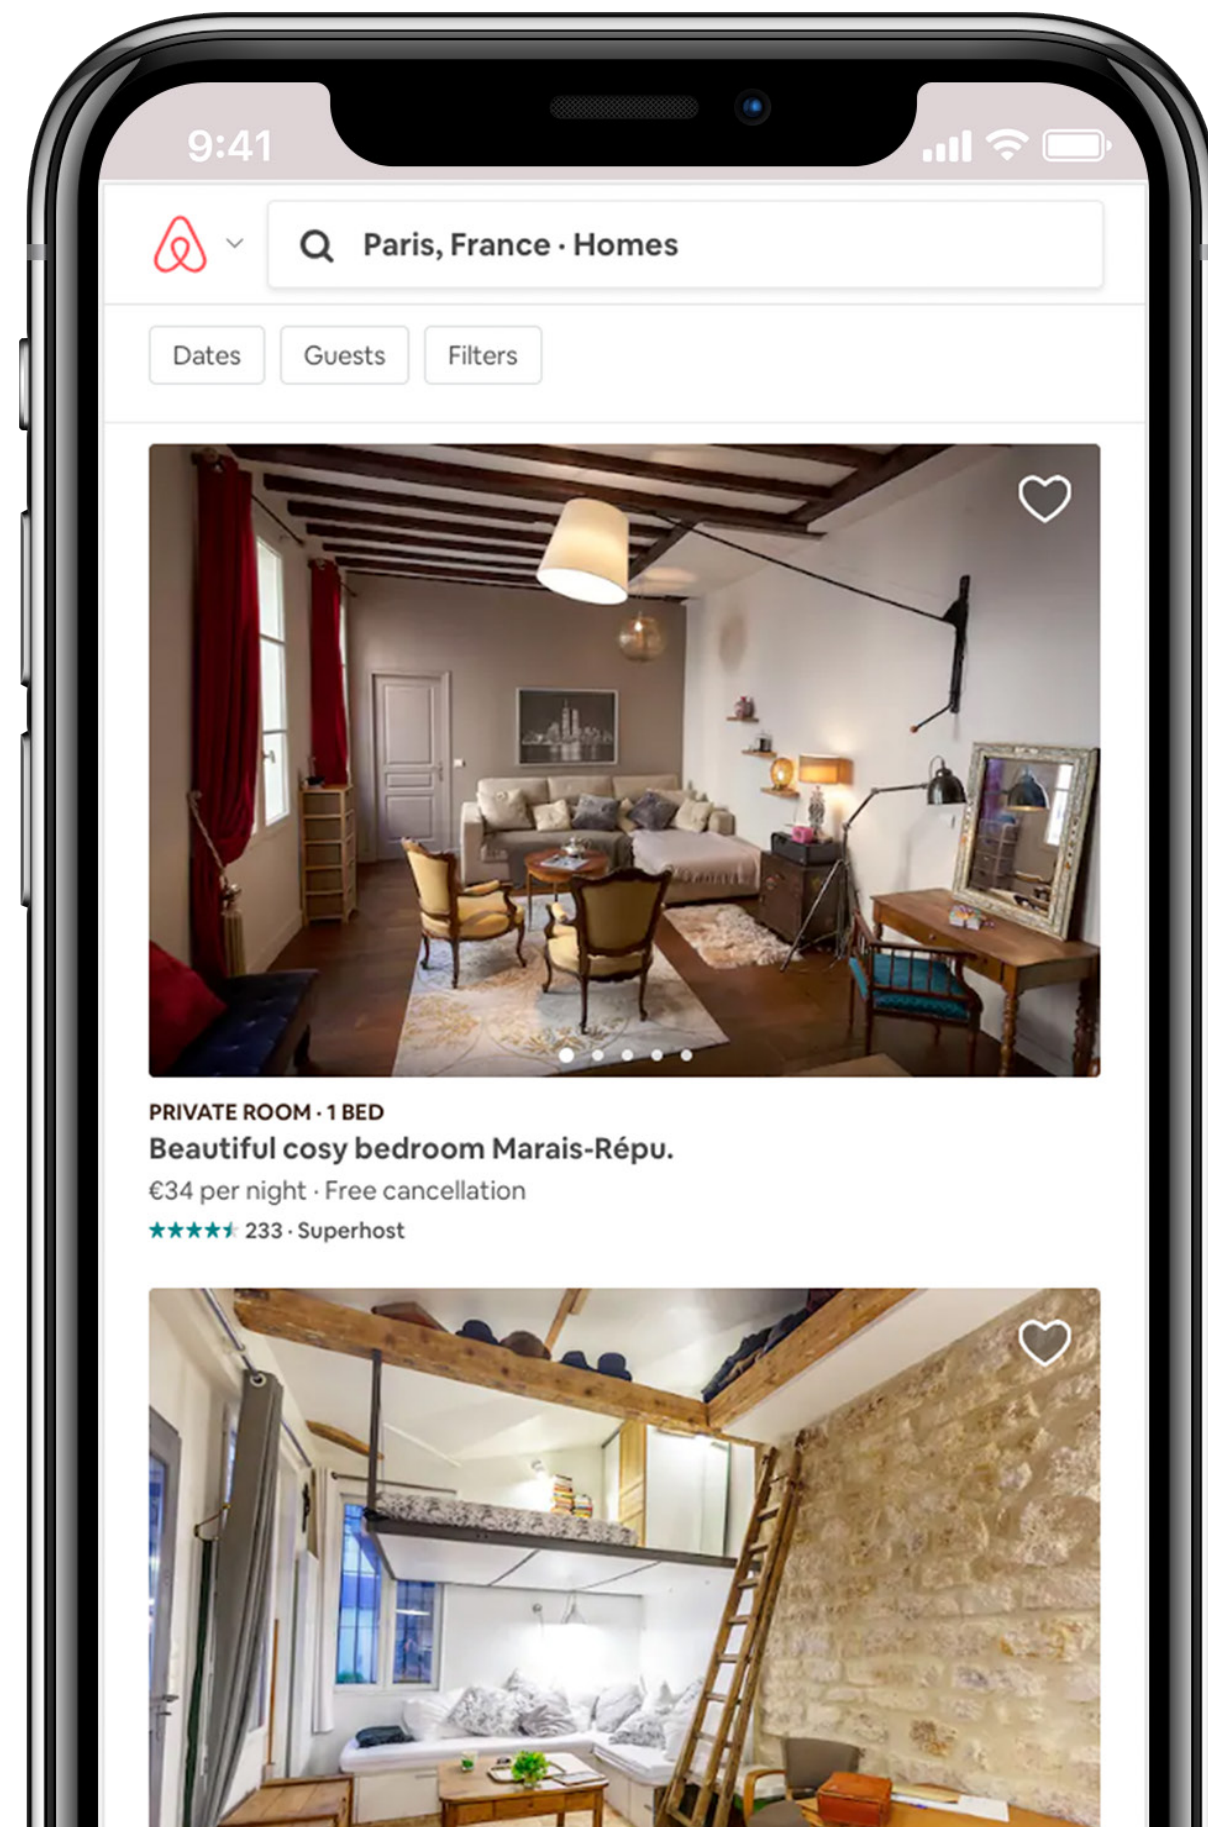 9:41
Paris, France · Homes
Dates
Guests
Filters
PRIVATE ROOM · 1 BED
Beautiful cosy bedroom Marais-Répu.
€34 per night · Free cancellation
233 · Superhost